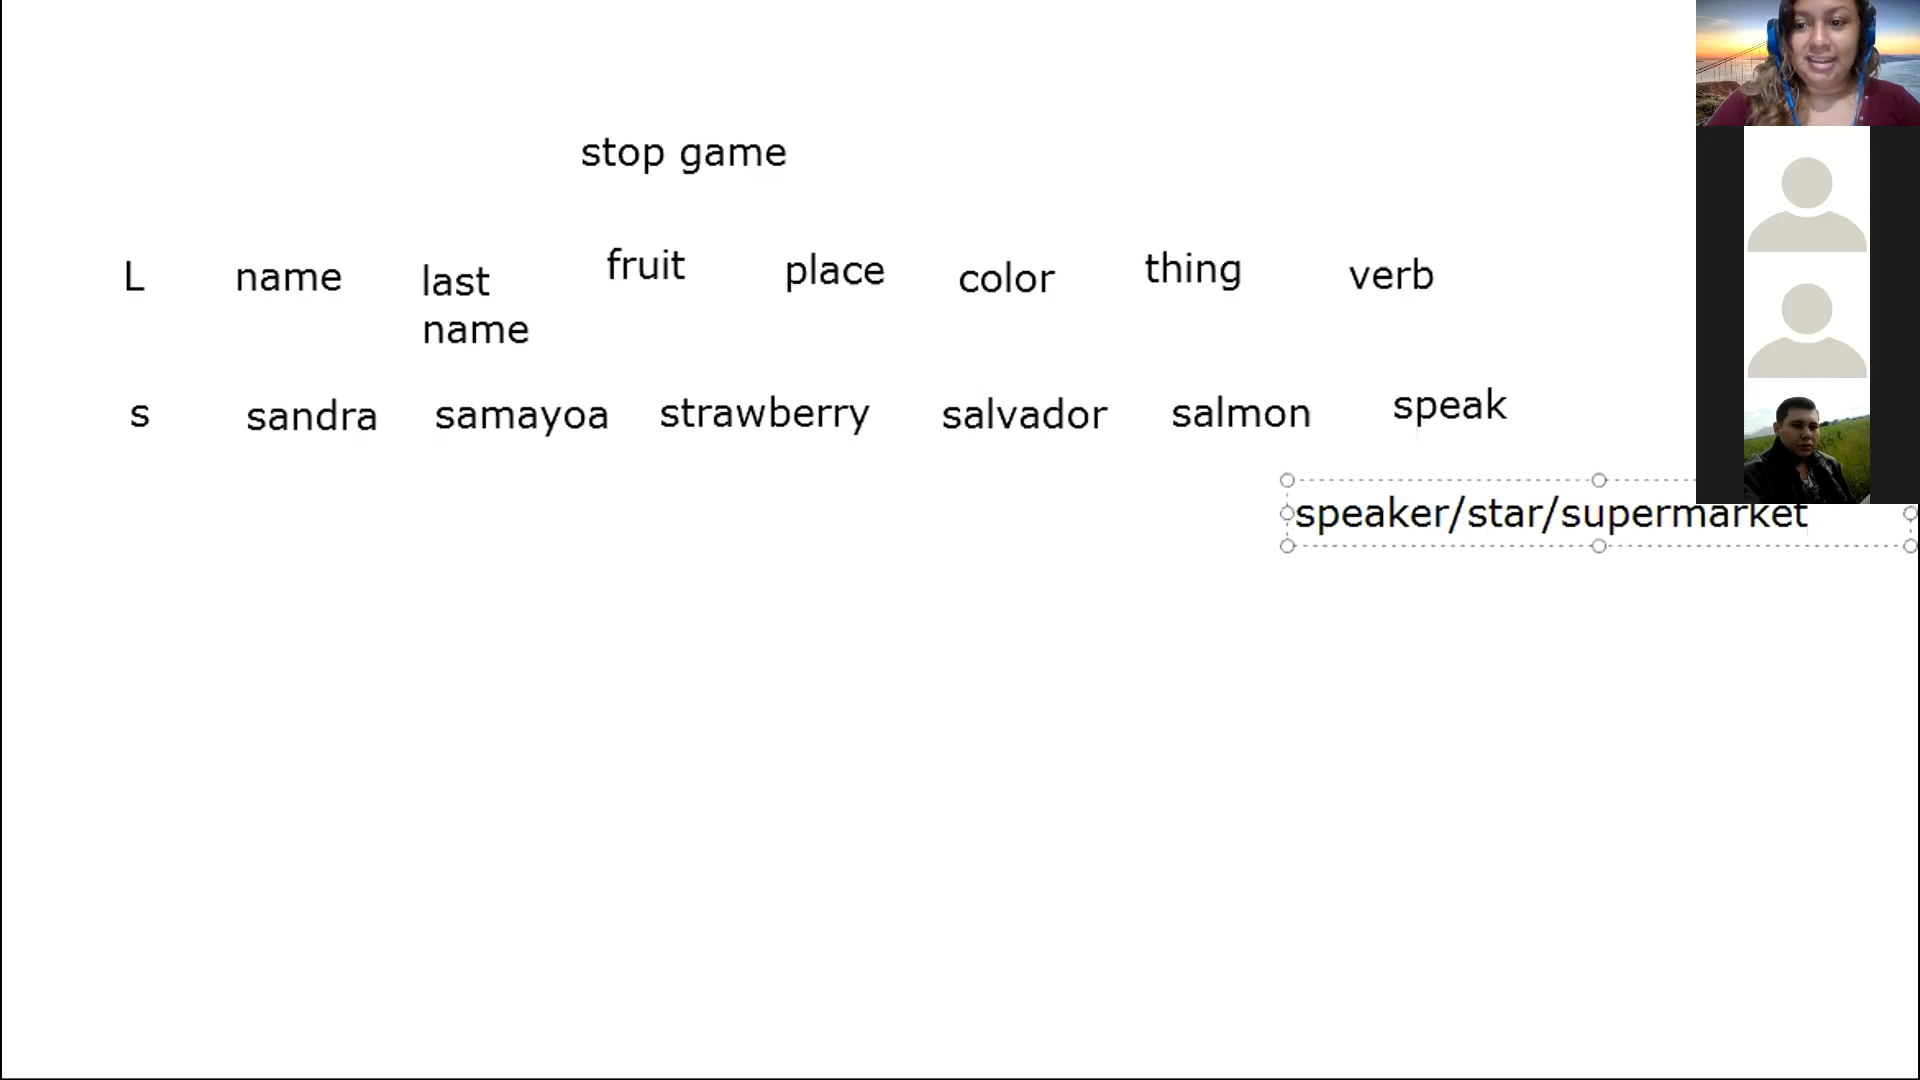 stop game
L name last name fruit place color thing verb
s sandra samayoa strawberry salvador salmon speak
speaker/star/supermarket